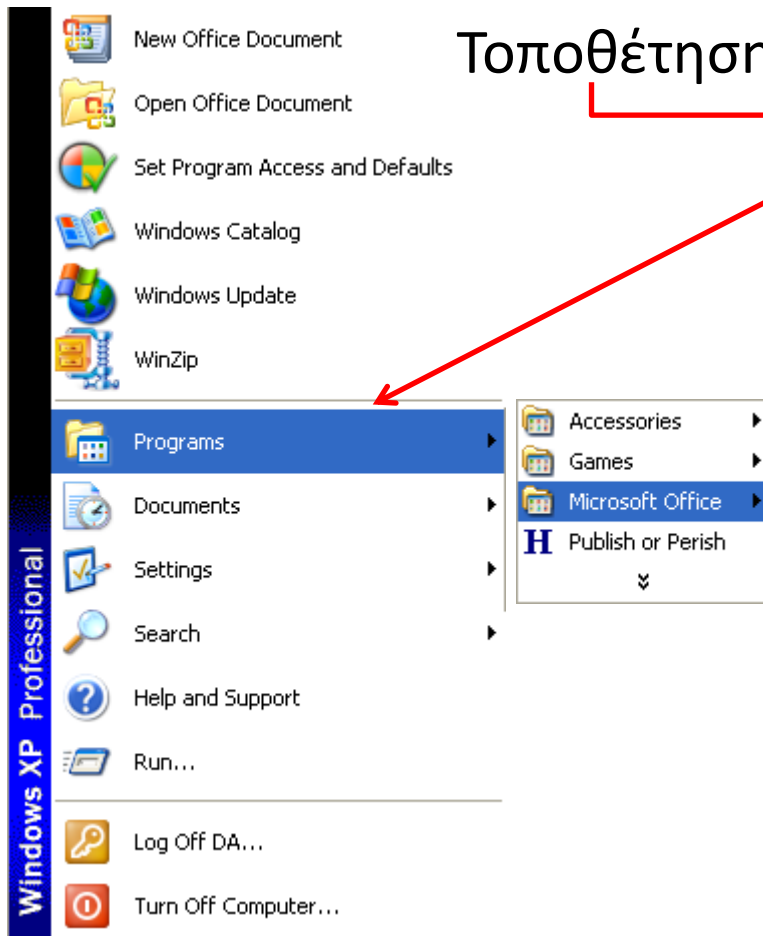 Τοποθέτηση
New Office Document
Open Office Document
Set Program Access and Defaults
Windows Catalog
Windows Update
WinZip
Programs
Documents
Settings
Search
Help and Support
Run...
Log Off DA...
Turn Off Computer...
Accessories
Games
Microsoft Office
H Publish or Perish
Windows XP Professional